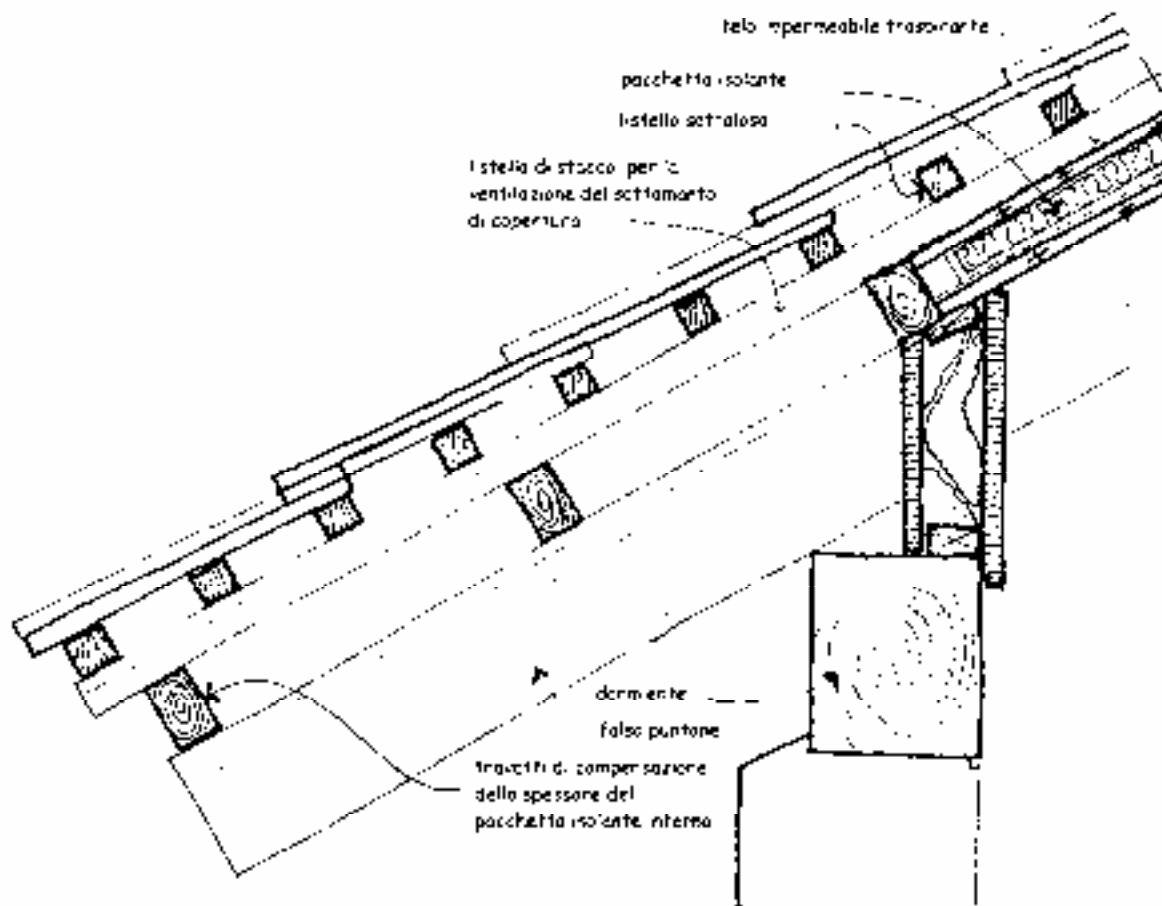 telo impermeabile traspirante
pacchetto isolante
listello sottolosa
listello di stacco per la
ventilazione del sottomanto
di copertura
dormiente
falso puntone
travetti di compensazione
dello spessore del
pacchetto isolante interno